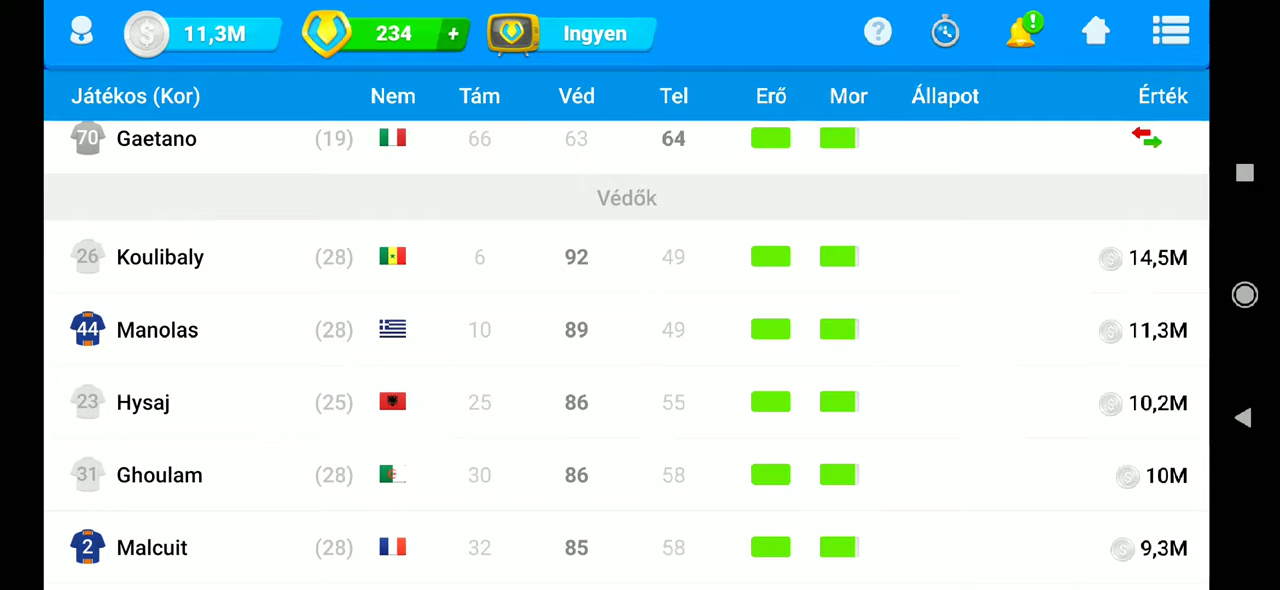 11,3M 234 + Ingyen ? !
Játékos (Kor) Nem Tám Véd Tel Erő Mor Állapot Érték
70 Gaetano (19) 66 63 64
Védők
26 Koulibaly (28) 6 92 49 14,5M
44 Manolas (28) 10 89 49 11,3M
23 Hysaj (25) 25 86 55 10,2M
31 Ghoulam (28) 30 86 58 10M
2 Malcuit (28) 32 85 58 9,3M